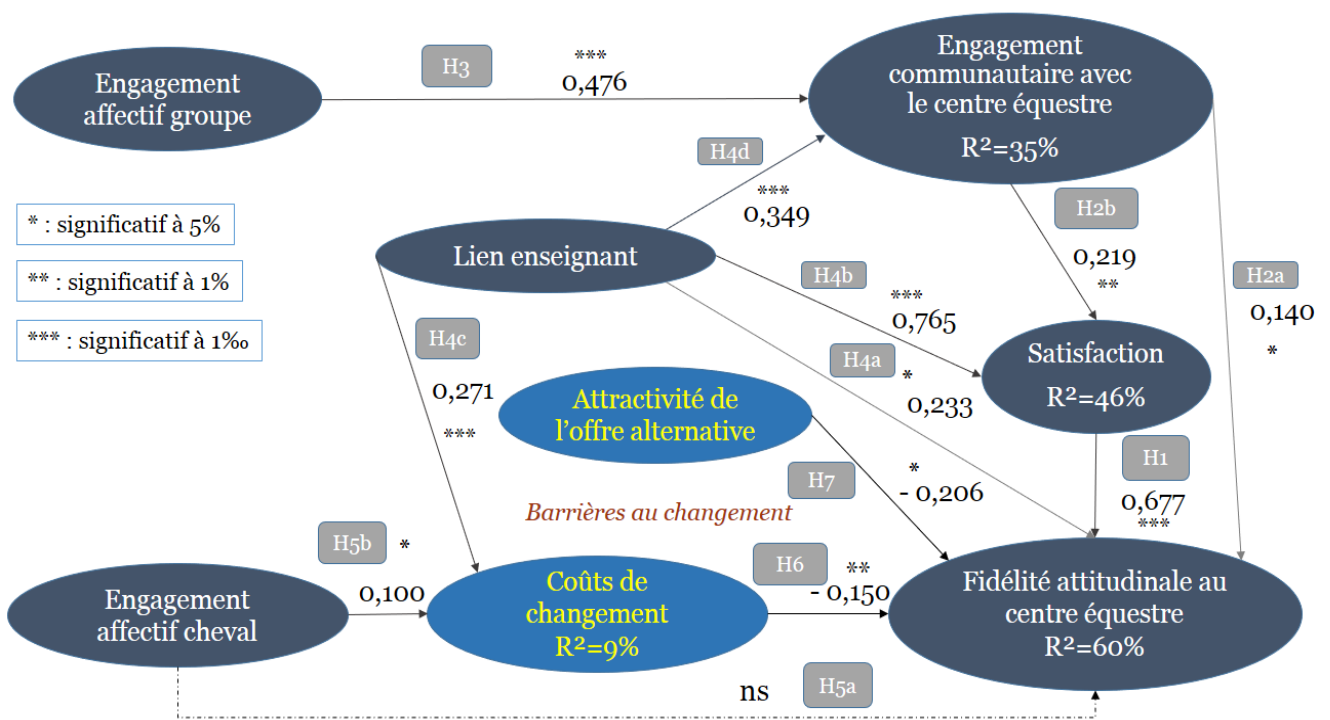 Engagement
affectif groupe
H3
***
0,476
Engagement
communautaire avec
le centre équestre
R²=35%
H4d
***
0,349
* : significatif à 5%
** : significatif à 1%
*** : significatif à 1‰
Lien enseignant
H2b
0,219
**
H2a
0,140
*
H4b
***
0,765
H4c
0,271
***
H4a
*
0,233
Satisfaction
R²=46%
Attractivité de
l’offre alternative
H7
*
- 0,206
H1
0,677
***
Barrières au changement
H5b
*
0,100
Engagement
affectif cheval
Coûts de
changement
R²=9%
H6
**
- 0,150
Fidélité attitudinale au
centre équestre
R²=60%
ns
H5a